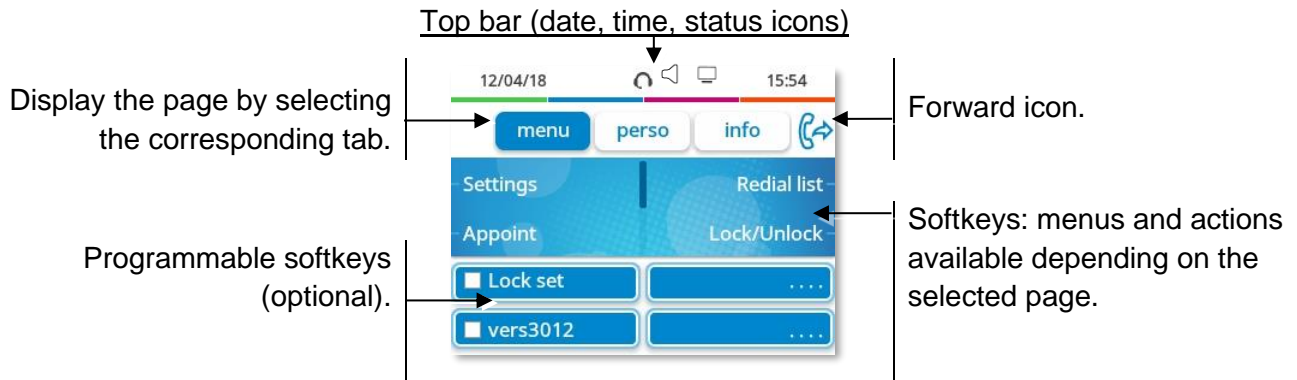 Top bar (date, time, status icons)
12/04/18 15:54
Display the page by selecting
the corresponding tab.
menu perso info
Forward icon.
Settings Redial list
Appoint Lock/Unlock
Softkeys: menus and actions
available depending on the
selected page.
Programmable softkeys
(optional).
Lock set ....
vers3012 ....